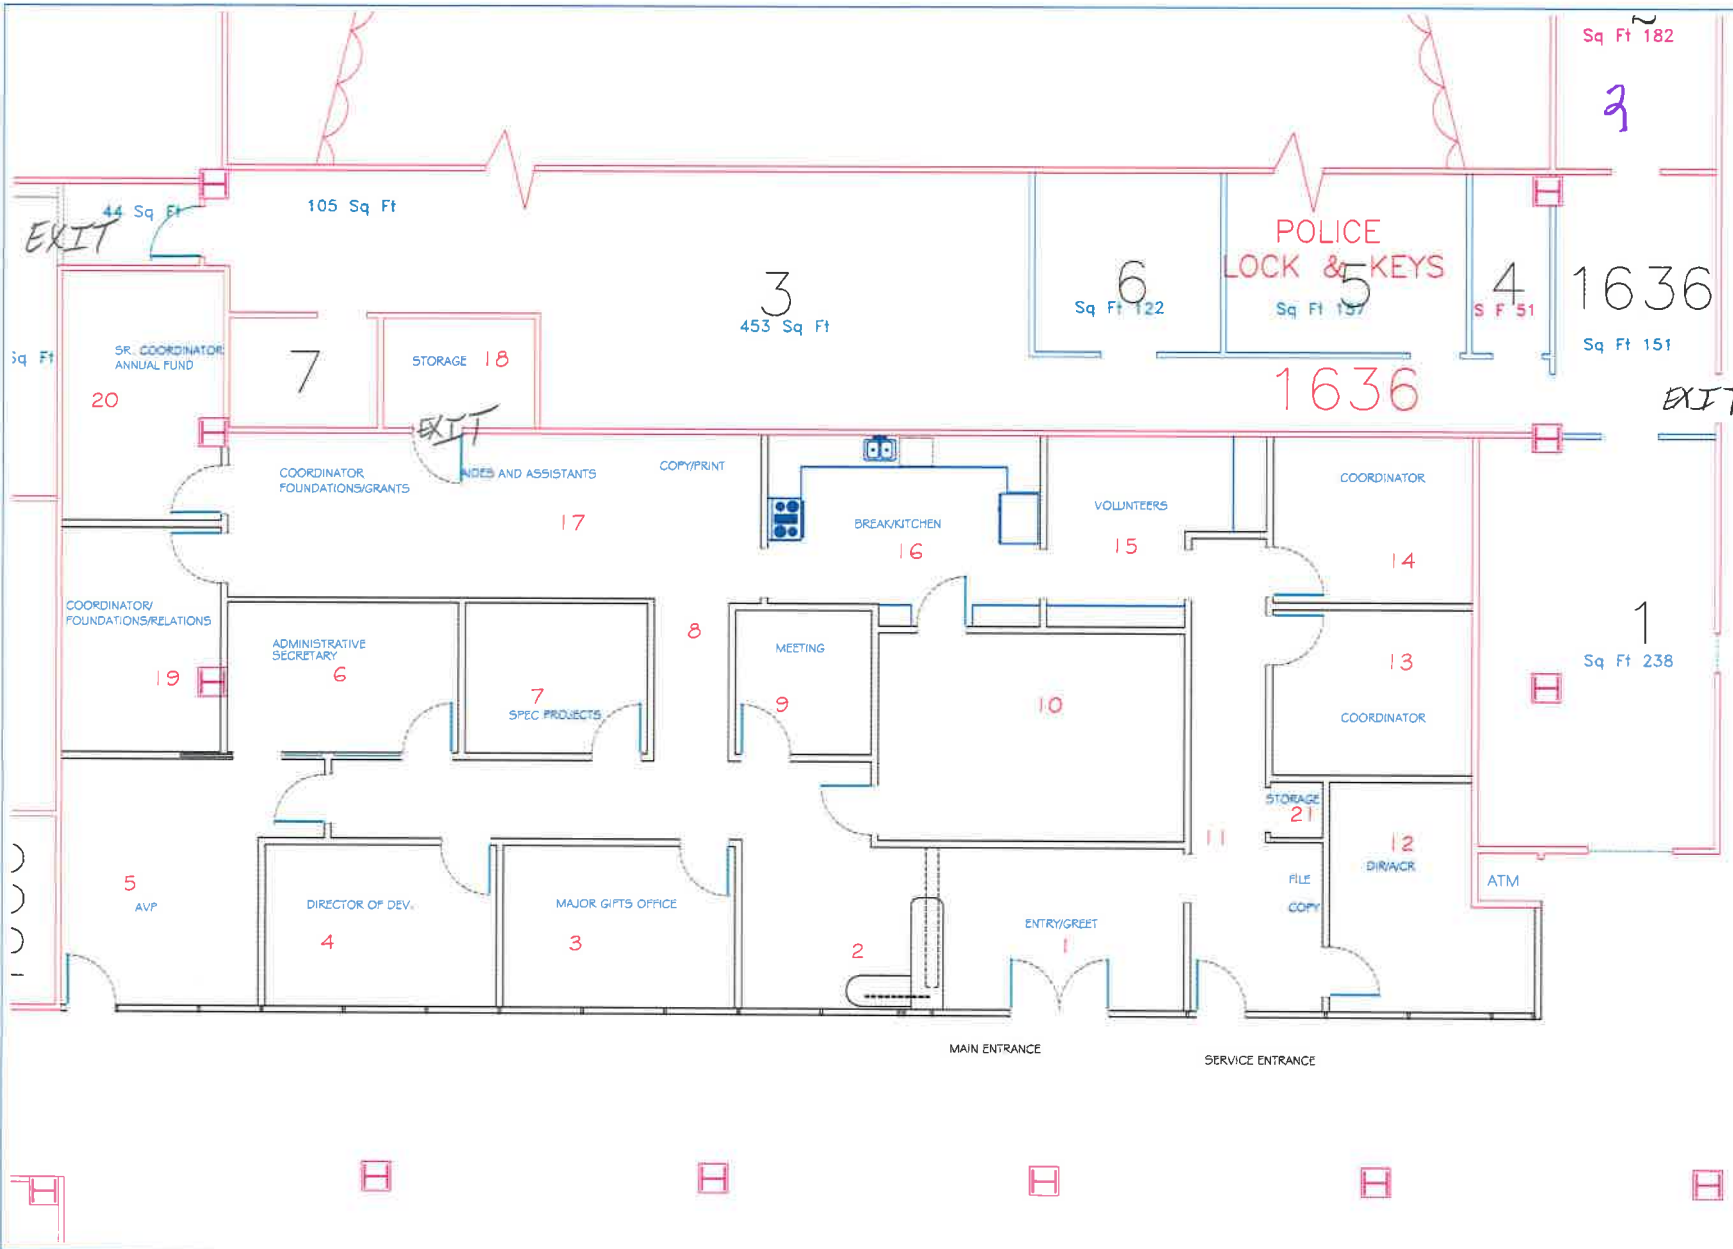 Sq Ft 182
2
44 Sq Ft
EXIT
105 Sq Ft
3
453 Sq Ft
6
Sq Ft 122
POLICE
LOCK & KEYS
5
4
S F 51
1636
Sq Ft 151
EXIT
1636
Sq Ft
SR. COORDINATOR
ANNUAL FUND
20
7
STORAGE 18
EXIT
COORDINATOR
FOUNDATIONS/GRANTS
AIDES AND ASSISTANTS
COPY/PRINT
17
BREAK/KITCHEN
16
VOLUNTEERS
15
COORDINATOR
14
COORDINATOR/
FOUNDATIONS/RELATIONS
19
ADMINISTRATIVE
SECRETARY
6
7
SPEC PROJECTS
8
MEETING
9
10
13
COORDINATOR
1
Sq Ft 238
STORAGE
21
11
12
DIR/A/CR
ATM
FILE
COPY
5
AVP
DIRECTOR OF DEV.
4
MAJOR GIFTS OFFICE
3
2
ENTRY/GREET
1
MAIN ENTRANCE
SERVICE ENTRANCE